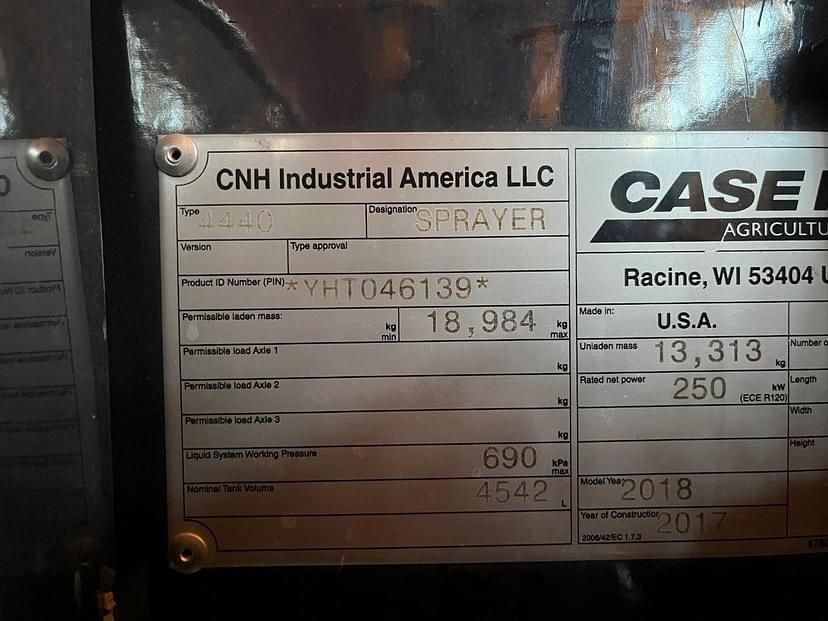 CNH Industrial America LLC
Type 4440 Designation SPRAYER
Version Type approval
Product ID Number (PIN) *YHT046139*
Permissible laden mass: kg min 18,984 kg max
Permissible load Axle 1 kg
Permissible load Axle 2 kg
Permissible load Axle 3 kg
Liquid System Working Pressure 690 kPa max
Nominal Tank Volume 4542 L
CASE
AGRICULTU
Racine, WI 53404 U
Made in: U.S.A.
Unladen mass 13,313 kg Number o
Rated net power 250 kW (ECE R120) Length
Width
Height
Model Year 2018
Year of Construction 2017
2006/42/EC 1.7.3